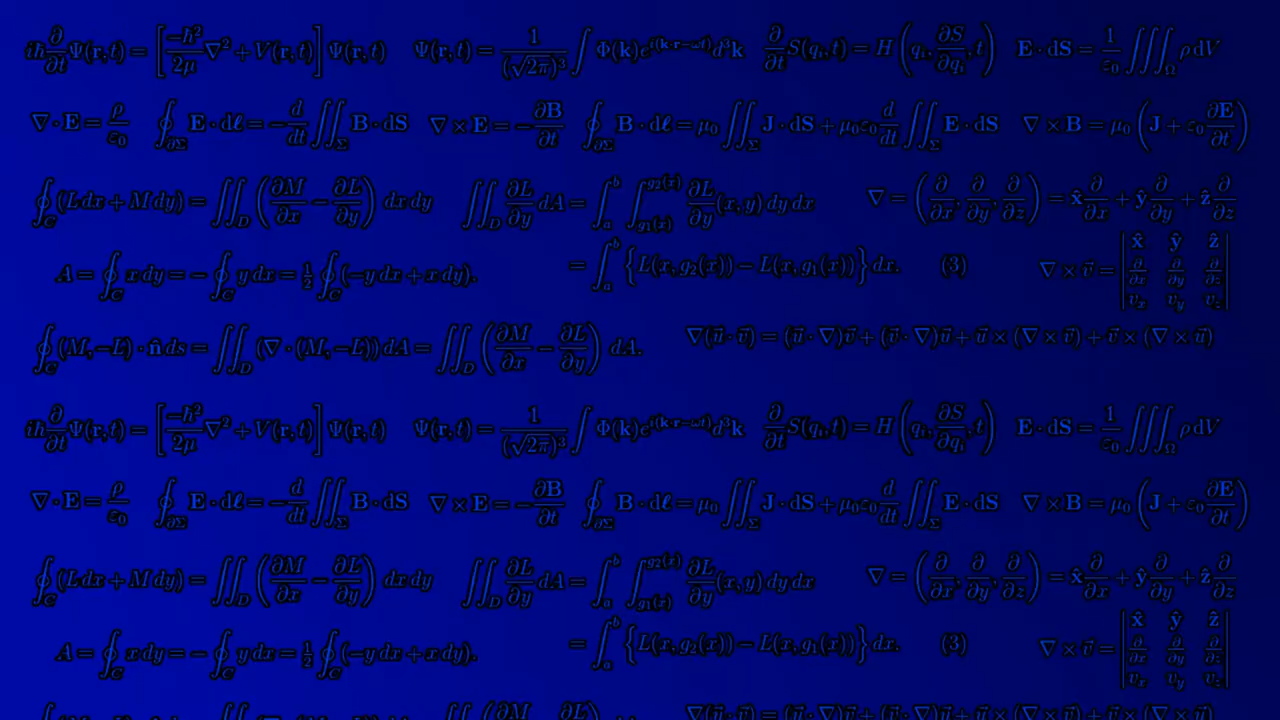 iħ ∂/∂t Ψ(r,t) = [−ħ²/2μ ∇² + V(r,t)] Ψ(r,t)   Ψ(r,t) = 1/(√2π)³ ∫ Φ(k)e^{i(k·r−ωt)} d³k   ∂/∂t S(qᵢ,t) = H(qᵢ, ∂S/∂qᵢ, t)   E · dS = 1/ε₀ ∭_Ω ρ dV
∇ · E = ρ/ε₀   ∮_∂Σ E · dℓ = − d/dt ∬_Σ B · dS   ∇ × E = − ∂B/∂t   ∮_∂Σ B · dℓ = μ₀ ∬_Σ J · dS + μ₀ε₀ d/dt ∬_Σ E · dS   ∇ × B = μ₀ (J + ε₀ ∂E/∂t)
∮_C (L dx + M dy) = ∬_D (∂M/∂x − ∂L/∂y) dx dy   ∬_D ∂L/∂y dA = ∫_a^b ∫_{g₁(x)}^{g₂(x)} ∂L/∂y (x,y) dy dx   ∇ = (∂/∂x, ∂/∂y, ∂/∂z) = x̂ ∂/∂x + ŷ ∂/∂y + ẑ ∂/∂z
A = ∮_C x dy = − ∮_C y dx = ½ ∮_C (−y dx + x dy).   = ∫_a^b {L(x,g₂(x)) − L(x,g₁(x))} dx.   (3)   ∇ × v⃗ = | x̂ ŷ ẑ ; ∂/∂x ∂/∂y ∂/∂z ; v_x v_y v_z |
∮_C (M,−L) · n̂ ds = ∬_D (∇ · (M,−L)) dA = ∬_D (∂M/∂x − ∂L/∂y) dA.   ∇(u⃗ · v⃗) = (u⃗ · ∇)v⃗ + (v⃗ · ∇)u⃗ + u⃗ × (∇ × v⃗) + v⃗ × (∇ × u⃗)
iħ ∂/∂t Ψ(r,t) = [−ħ²/2μ ∇² + V(r,t)] Ψ(r,t)   Ψ(r,t) = 1/(√2π)³ ∫ Φ(k)e^{i(k·r−ωt)} d³k   ∂/∂t S(qᵢ,t) = H(qᵢ, ∂S/∂qᵢ, t)   E · dS = 1/ε₀ ∭_Ω ρ dV
∇ · E = ρ/ε₀   ∮_∂Σ E · dℓ = − d/dt ∬_Σ B · dS   ∇ × E = − ∂B/∂t   ∮_∂Σ B · dℓ = μ₀ ∬_Σ J · dS + μ₀ε₀ d/dt ∬_Σ E · dS   ∇ × B = μ₀ (J + ε₀ ∂E/∂t)
∮_C (L dx + M dy) = ∬_D (∂M/∂x − ∂L/∂y) dx dy   ∬_D ∂L/∂y dA = ∫_a^b ∫_{g₁(x)}^{g₂(x)} ∂L/∂y (x,y) dy dx   ∇ = (∂/∂x, ∂/∂y, ∂/∂z) = x̂ ∂/∂x + ŷ ∂/∂y + ẑ ∂/∂z
A = ∮_C x dy = − ∮_C y dx = ½ ∮_C (−y dx + x dy).   = ∫_a^b {L(x,g₂(x)) − L(x,g₁(x))} dx.   (3)   ∇ × v⃗ = | x̂ ŷ ẑ ; ∂/∂x ∂/∂y ∂/∂z ; v_x v_y v_z |
∇(u⃗ · v⃗) = (u⃗ · ∇)v⃗ + (v⃗ · ∇)u⃗ + u⃗ × (∇ × v⃗) + v⃗ × (∇ × u⃗)